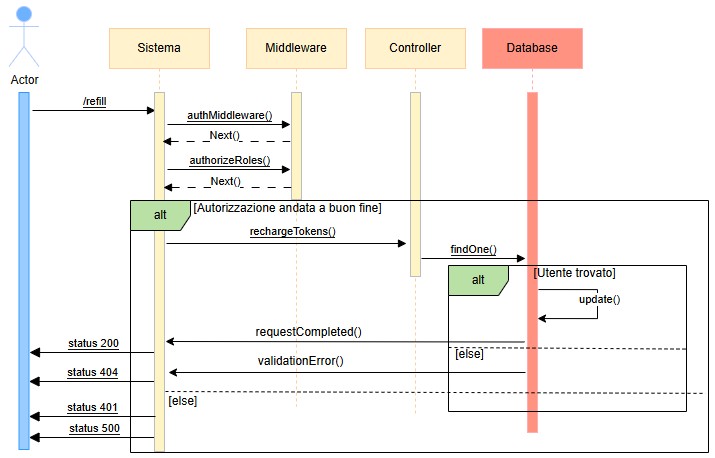 Sistema
Middleware
Controller
Database
Actor
/refill
authMiddleware()
Next()
authorizeRoles()
Next()
alt
[Autorizzazione andata a buon fine]
rechargeTokens()
findOne()
alt
[Utente trovato]
update()
requestCompleted()
status 200
[else]
validationError()
status 404
[else]
status 401
status 500